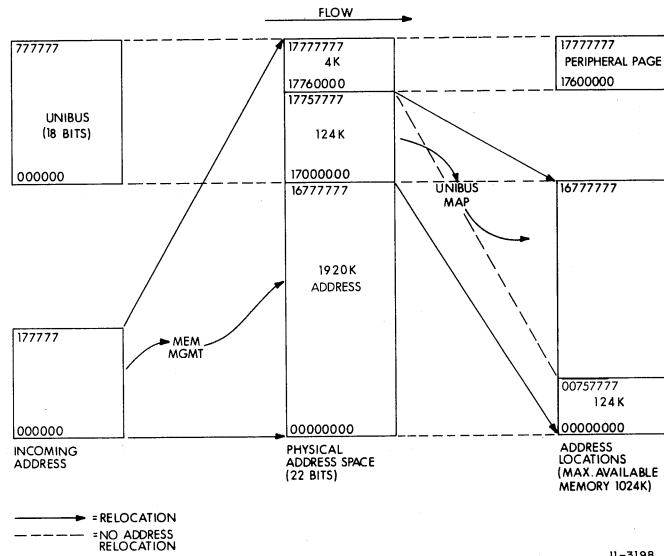 FLOW
777777
UNIBUS
(18 BITS)
000000
17777777
4K
17760000
17757777
124K
17000000
16777777
1920K
ADDRESS
00000000
17777777
PERIPHERAL PAGE
17600000
UNIBUS
MAP
16777777
00757777
124K
00000000
177777
000000
MEM
MGMT
INCOMING
ADDRESS
PHYSICAL
ADDRESS SPACE
(22 BITS)
ADDRESS
LOCATIONS
(MAX. AVAILABLE
MEMORY 1024K)
= RELOCATION
= NO ADDRESS
RELOCATION
11-3198